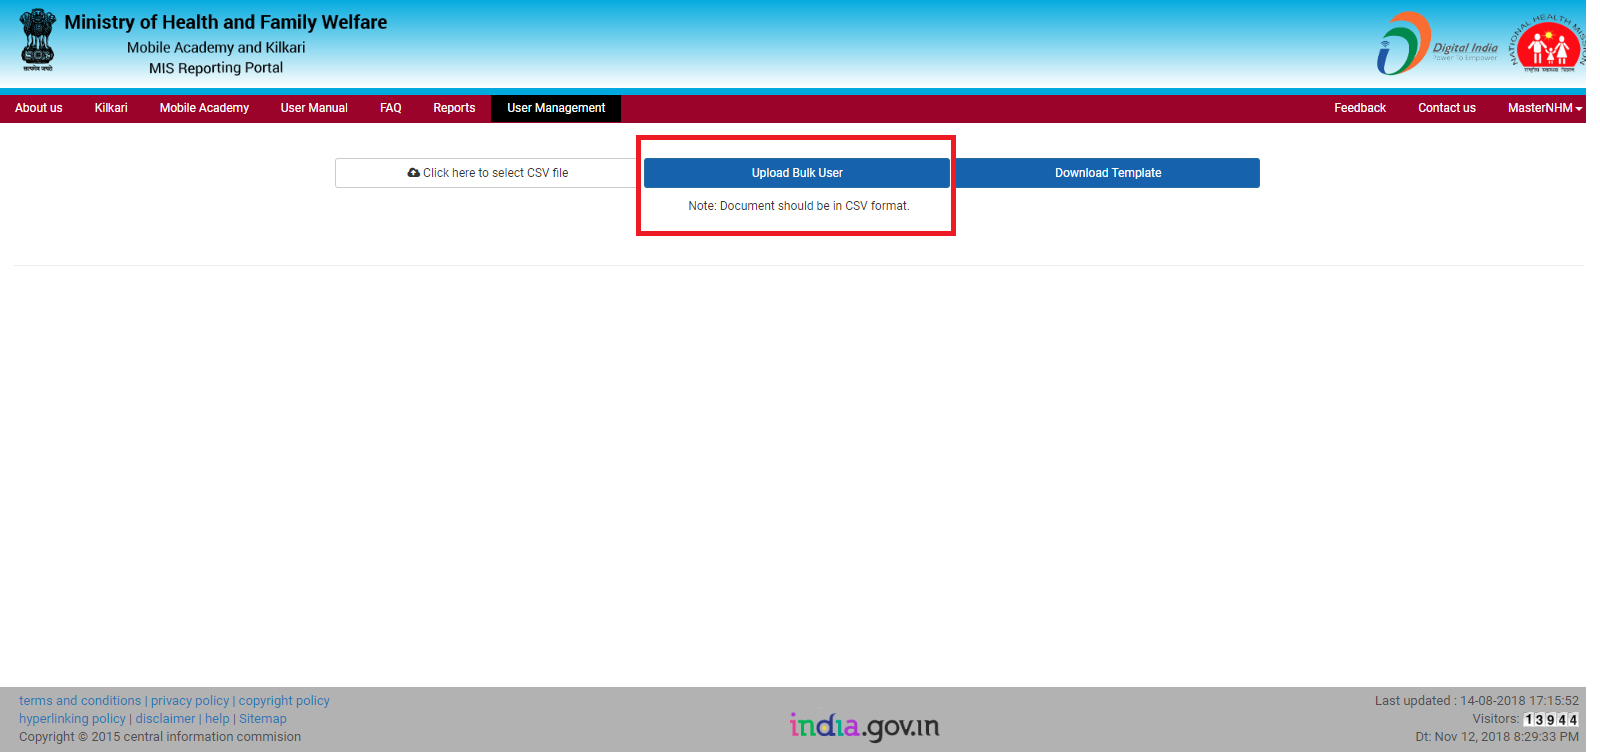 Ministry of Health and Family Welfare
Mobile Academy and Kilkari
MIS Reporting Portal
सत्यमेव जयते
Digital India
Power To Empower
NATIONAL HEALTH MISSION
राष्ट्रीय स्वास्थ्य मिशन
About us Kilkari Mobile Academy User Manual FAQ Reports User Management Feedback Contact us MasterNHM
Click here to select CSV file Upload Bulk User Download Template
Note: Document should be in CSV format.
terms and conditions | privacy policy | copyright policy
hyperlinking policy | disclaimer | help | Sitemap
Copyright © 2015 central information commision
india.gov.in
Last updated : 14-08-2018 17:15:52
Visitors: 13944
Dt: Nov 12, 2018 8:29:33 PM